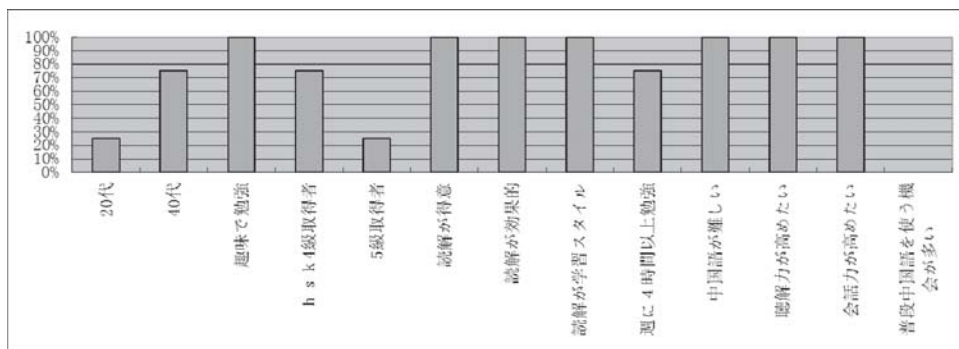 100%
90%
80%
70%
60%
50%
40%
30%
20%
10%
0%
20代
40代
趣味で勉強
ｈｓｋ4級取得者
5級取得者
読解が得意
読解が効果的
読解が学習スタイル
週に４時間以上勉強
中国語が難しい
聴解力が高めたい
会話力が高めたい
普段中国語を使う機
会が多い